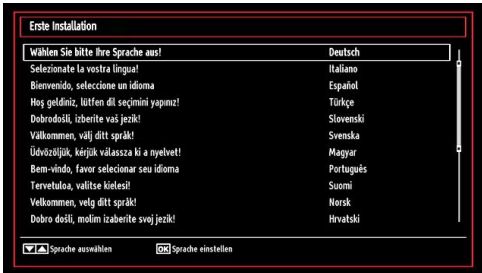 Erste Installation
Wählen Sie bitte Ihre Sprache aus! Deutsch
Selezionate la vostra lingua! Italiano
Bienvenido, seleccione un idioma Español
Hoş geldiniz, lütfen dil seçimini yapınız! Türkçe
Dobrodošli, izberite vaš jezik! Slovenski
Välkommen, välj ditt språk! Svenska
Üdvözöljük, kérjük válassza ki a nyelvet! Magyar
Bem-vindo, favor selecionar seu idioma Português
Tervetuloa, valitse kielesi! Suomi
Velkommen, velg ditt språk! Norsk
Dobro došli, molim izaberite svoj jezik! Hrvatski
Sprache auswählen OK Sprache einstellen